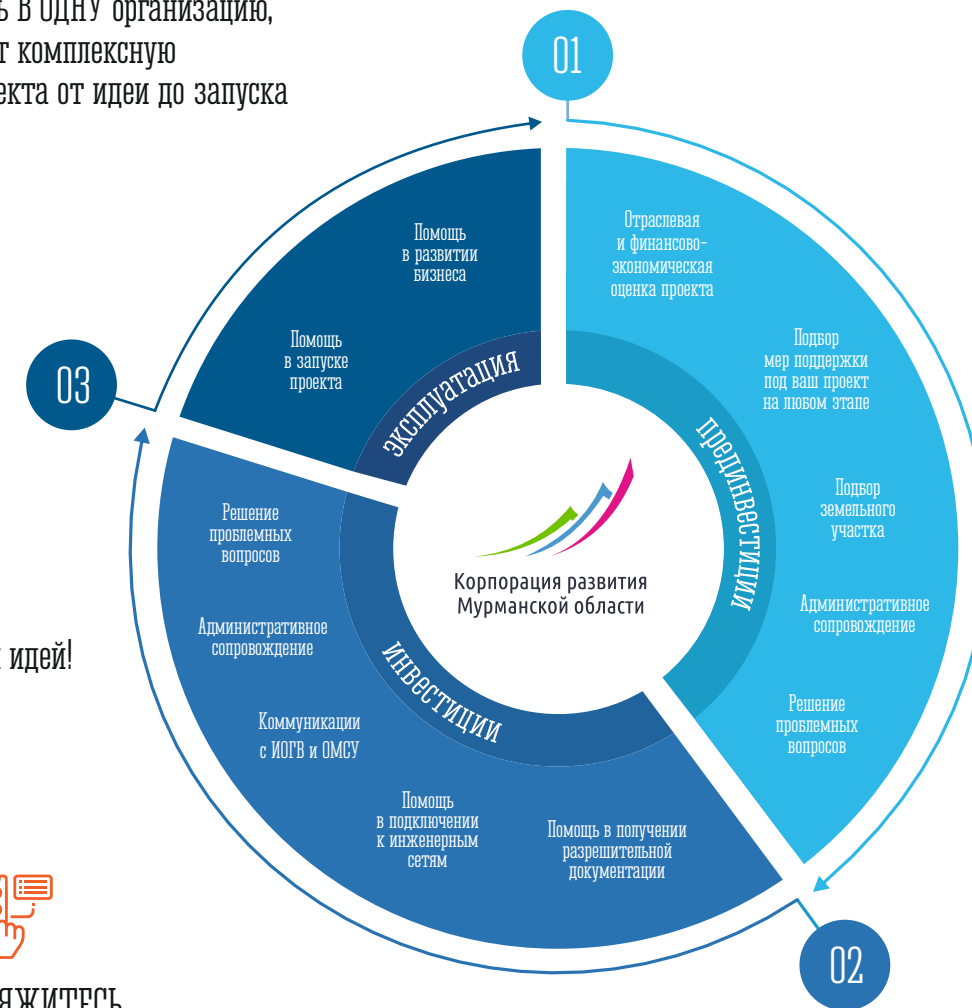 В ОДНУ организацию,
комплексную
от идеи до запуска
01
Отраслевая
и финансово-
экономическая
оценка проекта
Подбор
мер поддержки
под ваш проект
на любом этапе
Подбор
земельного
участка
Административное
сопровождение
Решение
проблемных
вопросов
прединвестиции
02
Помощь в получении
разрешительной
документации
Помощь
в подключении
к инженерным
сетям
Коммуникации
с ИОГВ и ОМСУ
Административное
сопровождение
Решение
проблемных
вопросов
инвестиции
03
Помощь
в запуске
проекта
Помощь
в развитии
бизнеса
эксплуатация
Корпорация развития
Мурманской области
идей!